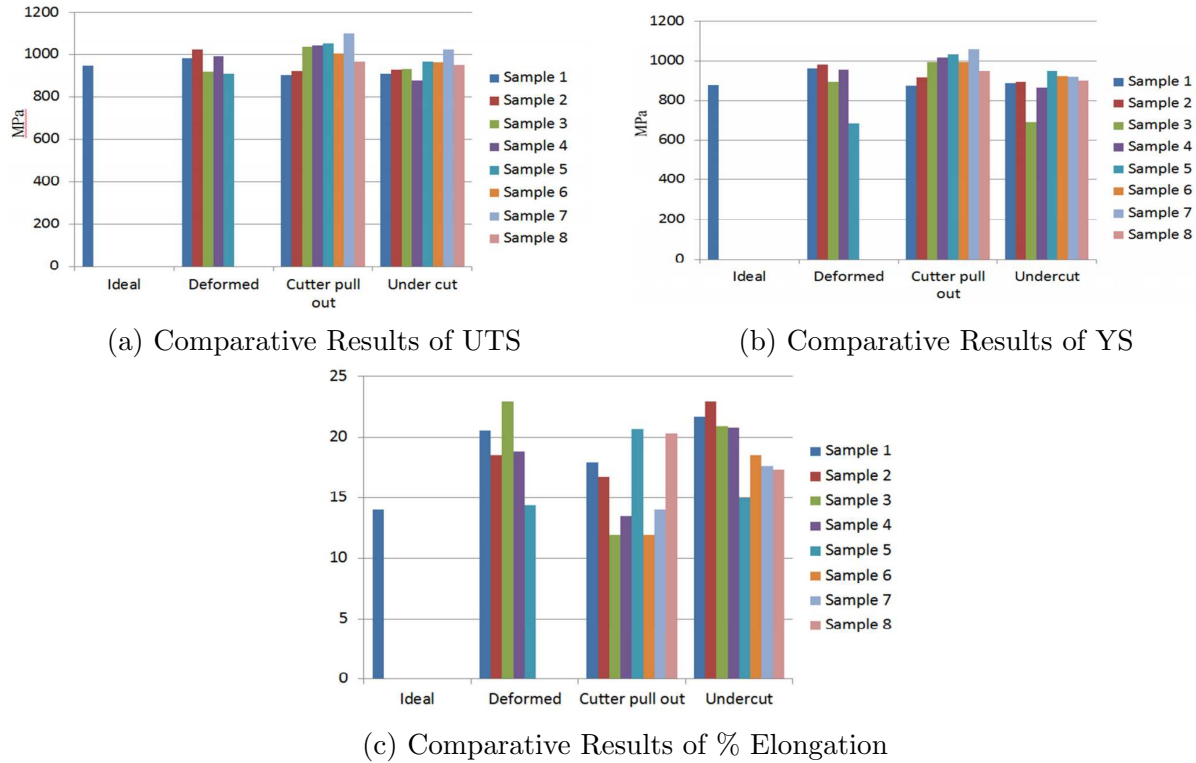 1200
1000
800
600
400
200
0
MPa
Ideal
Deformed
Cutter pull
out
Under cut
Sample 1
Sample 2
Sample 3
Sample 4
Sample 5
Sample 6
Sample 7
Sample 8
(a) Comparative Results of UTS
1200
1000
800
600
400
200
0
MPa
Ideal
Deformed
Cutter pull
out
Undercut
Sample 1
Sample 2
Sample 3
Sample 4
Sample 5
Sample 6
Sample 7
Sample 8
(b) Comparative Results of YS
25
20
15
10
5
0
Ideal
Deformed
Cutter pull out
Undercut
Sample 1
Sample 2
Sample 3
Sample 4
Sample 5
Sample 6
Sample 7
Sample 8
(c) Comparative Results of % Elongation